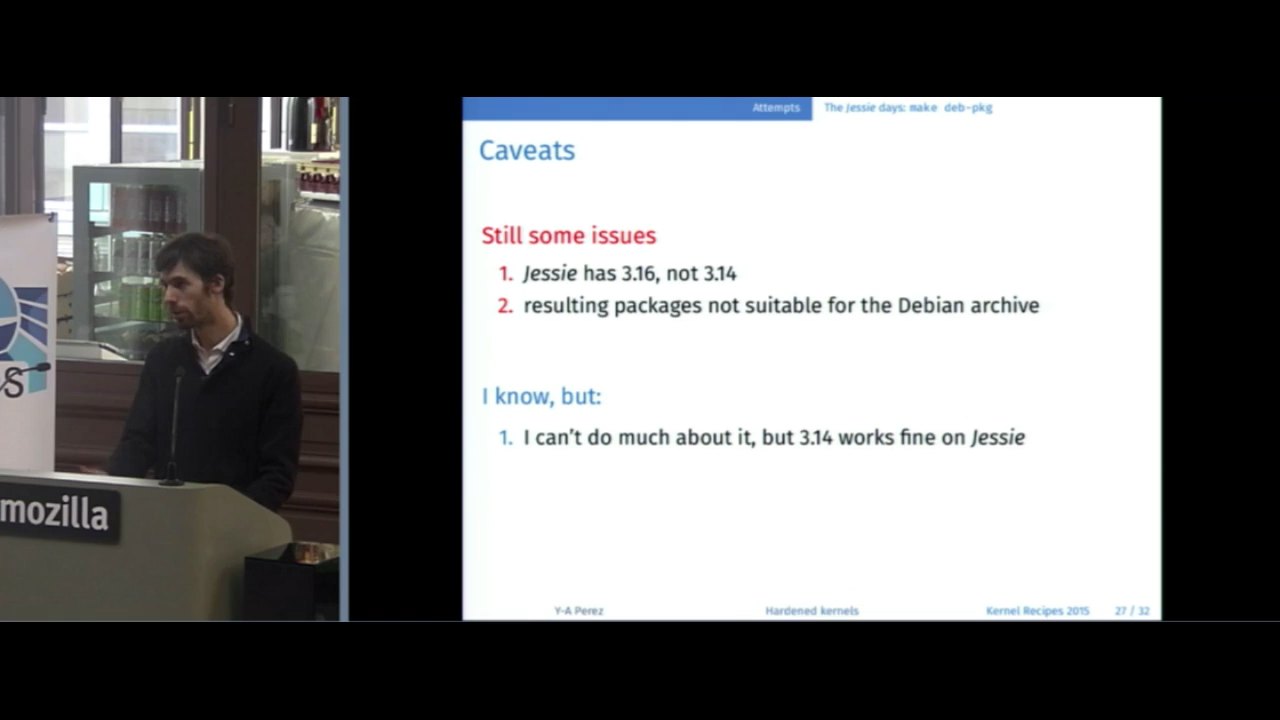 Attempts
The Jessie days: make deb-pkg
Caveats
Still some issues
1. Jessie has 3.16, not 3.14
2. resulting packages not suitable for the Debian archive
I know, but:
1. I can't do much about it, but 3.14 works fine on Jessie
Y-A Perez
Hardened kernels
Kernel Recipes 2015
27 / 32
mozilla